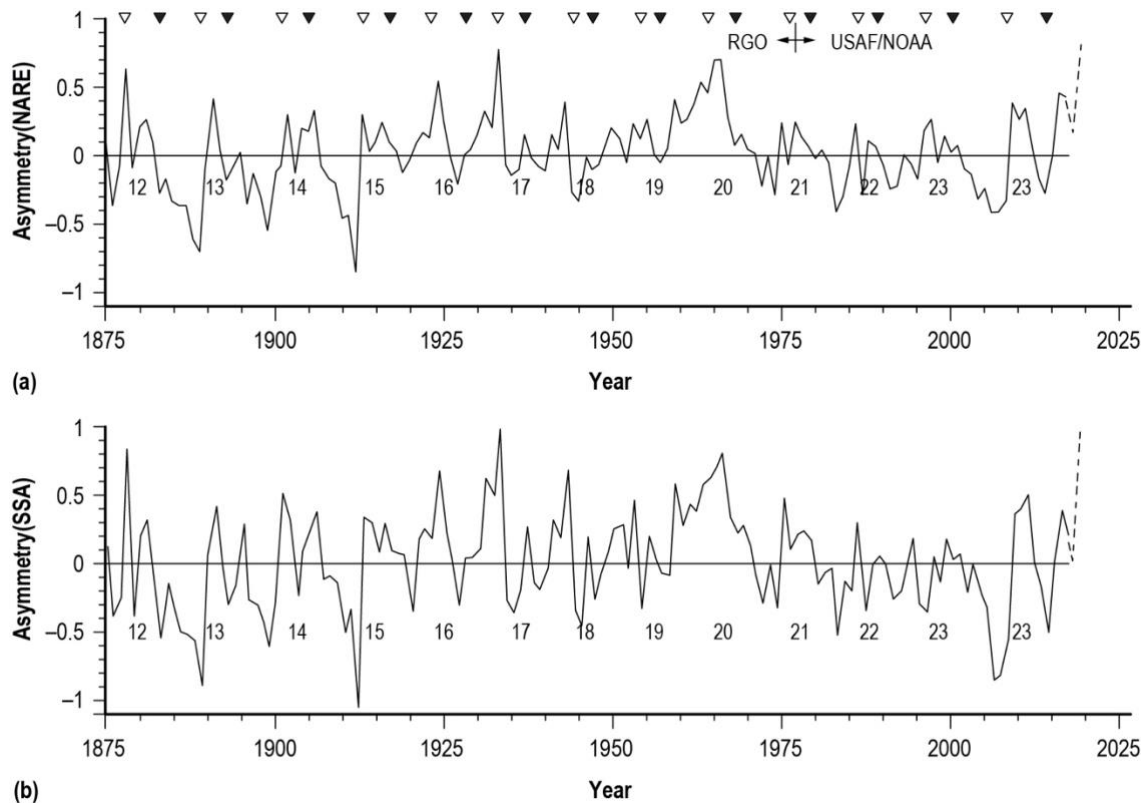 RGO USAF/NOAA
1
0.5
0
–0.5
–1
Asymmetry(NARE)
12 13 14 15 16 17 18 19 20 21 22 23 23
1875 1900 1925 1950 1975 2000 2025
(a) Year
1
0.5
0
–0.5
–1
Asymmetry(SSA)
12 13 14 15 16 17 18 19 20 21 22 23 23
1875 1900 1925 1950 1975 2000 2025
(b) Year